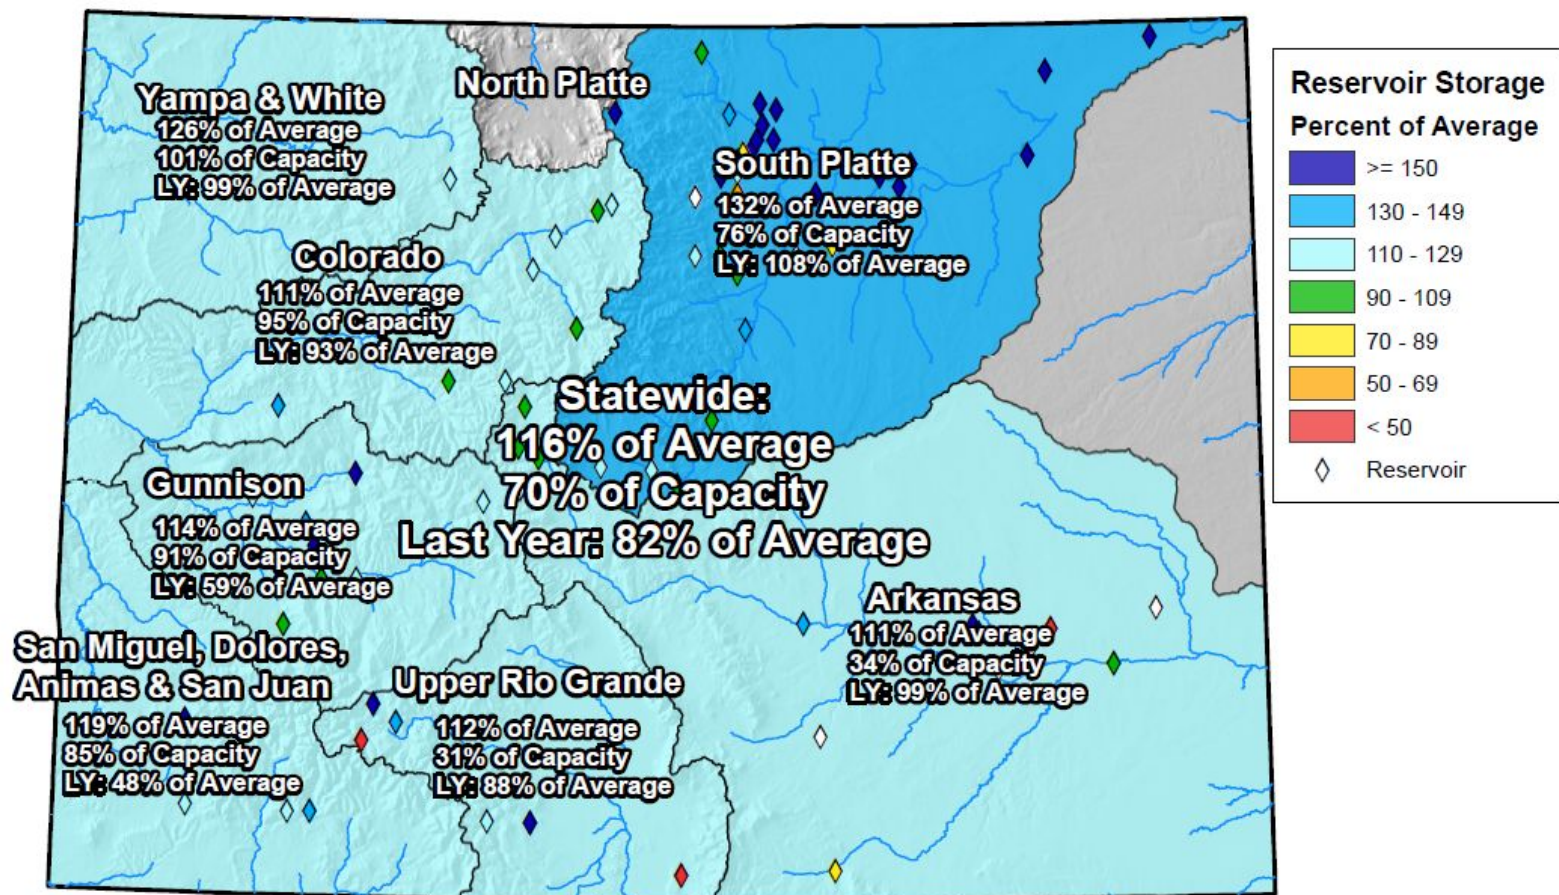 North Platte
Yampa & White
126% of Average
101% of Capacity
LY: 99% of Average
South Platte
132% of Average
76% of Capacity
LY: 108% of Average
Colorado
111% of Average
95% of Capacity
LY: 93% of Average
Statewide:
116% of Average
70% of Capacity
Last Year: 82% of Average
Gunnison
114% of Average
91% of Capacity
LY: 59% of Average
Arkansas
111% of Average
34% of Capacity
LY: 99% of Average
San Miguel, Dolores,
Animas & San Juan
119% of Average
85% of Capacity
LY: 48% of Average
Upper Rio Grande
112% of Average
31% of Capacity
LY: 88% of Average
Reservoir Storage
Percent of Average
>= 150
130 - 149
110 - 129
90 - 109
70 - 89
50 - 69
< 50
Reservoir